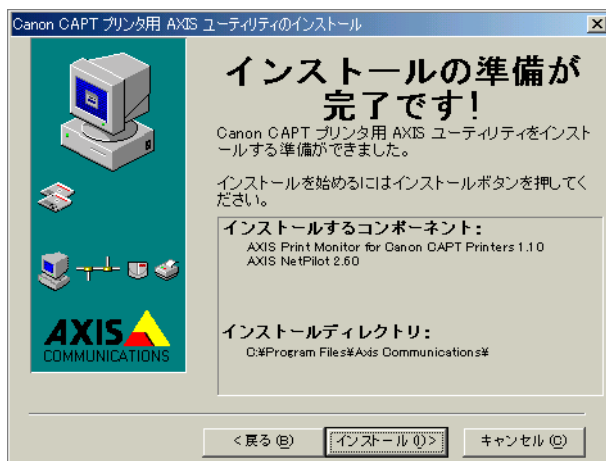 Canon CAPT プリンタ用 AXIS ユーティリティのインストール
インストールの準備が
完了です!
Canon CAPT プリンタ用 AXIS ユーティリティをインスト
ールする準備ができました。
インストールを始めるにはインストールボタンを押してく
ださい。
インストールするコンポーネント:
AXIS Print Monitor for Canon CAPT Printers 1.10
AXIS NetPilot 2.60
インストールディレクトリ:
C:¥Program Files¥Axis Communications¥
AXIS
COMMUNICATIONS
<戻る(B)
インストール(I)>
キャンセル(C)